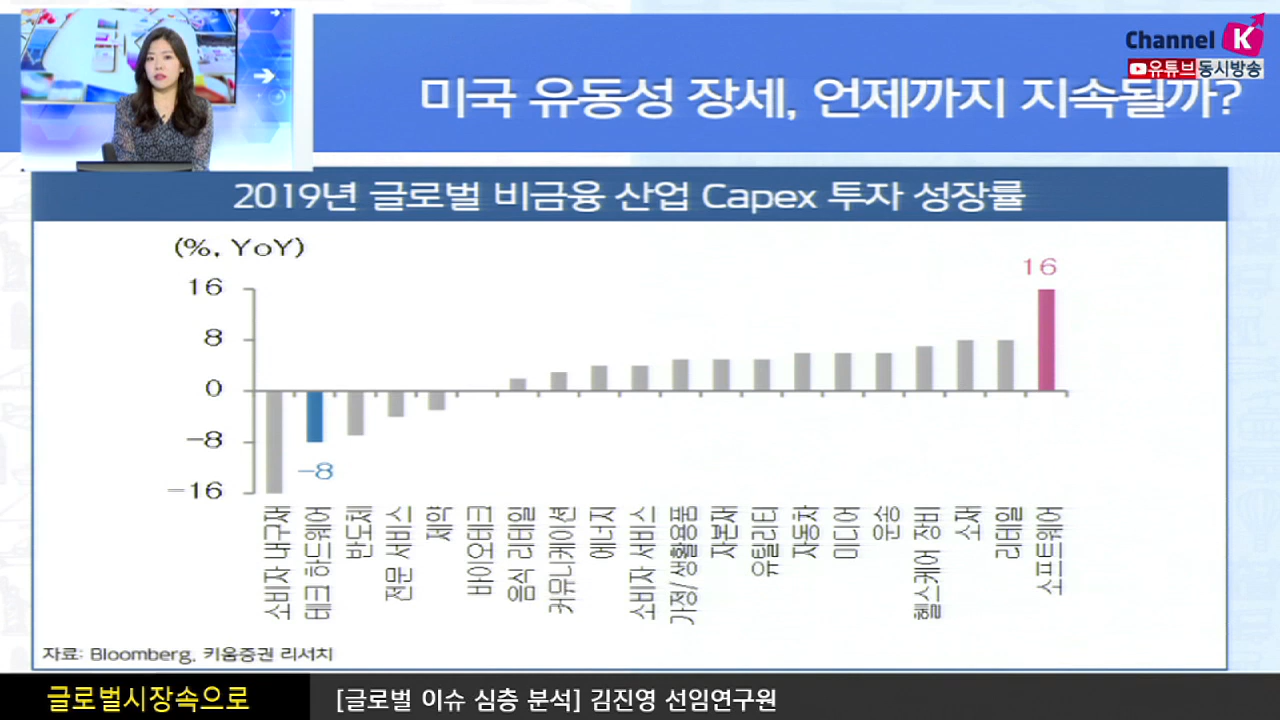 Channel K
유튜브동시방송
미국 유동성 장세, 언제까지 지속될까?
2019년 글로벌 비금융 산업 Capex 투자 성장률
(%, YoY)
16
8
0
-8
-16
-8
16
소비자 내구재
테크 하드웨어
반도체
전문 서비스
제약
바이오테크
음식 리테일
커뮤니케이션
에너지
소비자 서비스
가정/ 생활용품
자본재
유틸리티
자동차
미디어
운송
헬스케어 장비
소재
리테일
소프트웨어
자료: Bloomberg, 키움증권 리서치
글로벌시장속으로
[글로벌 이슈 심층 분석] 김진영 선임연구원